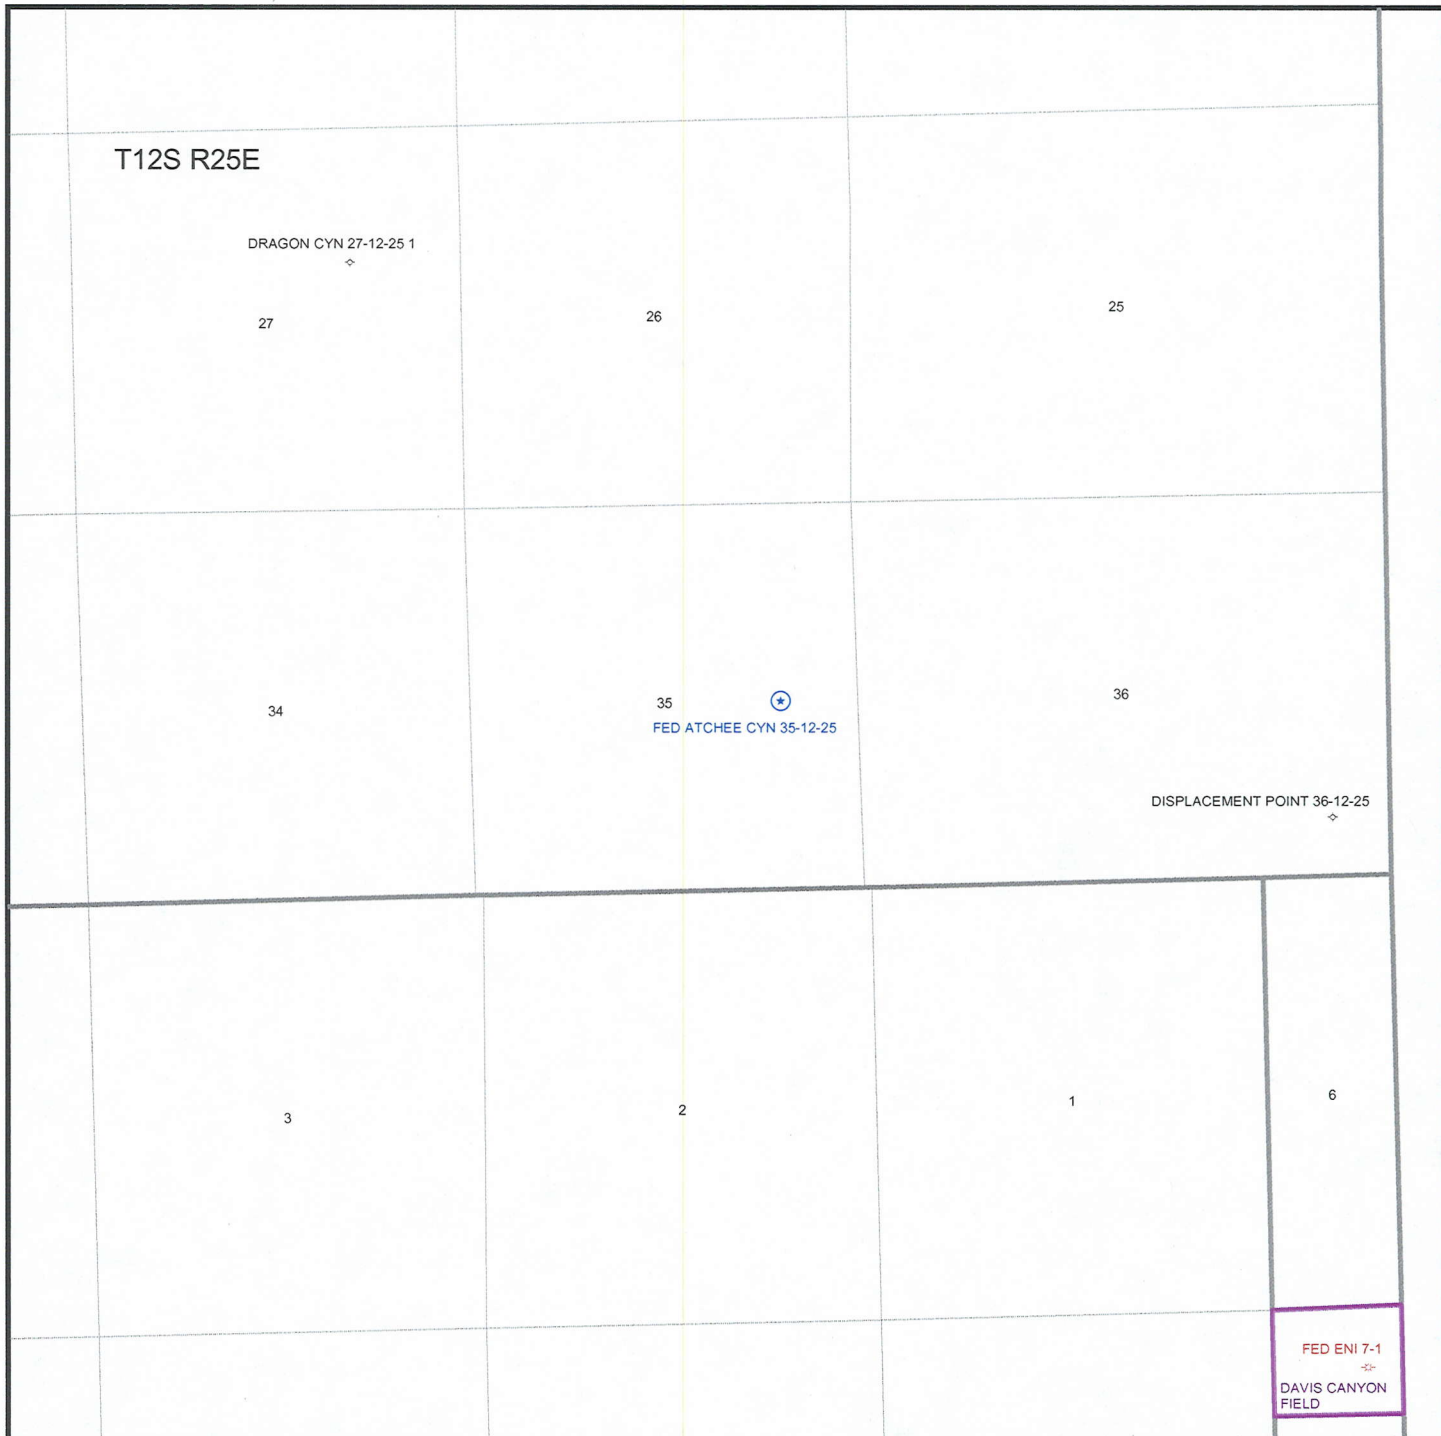 T12S R25E
DRAGON CYN 27-12-25 1
27
26
25
34
35
36
FED ATCHEE CYN 35-12-25
DISPLACEMENT POINT 36-12-25
3
2
1
6
FED ENI 7-1
DAVIS CANYON
FIELD